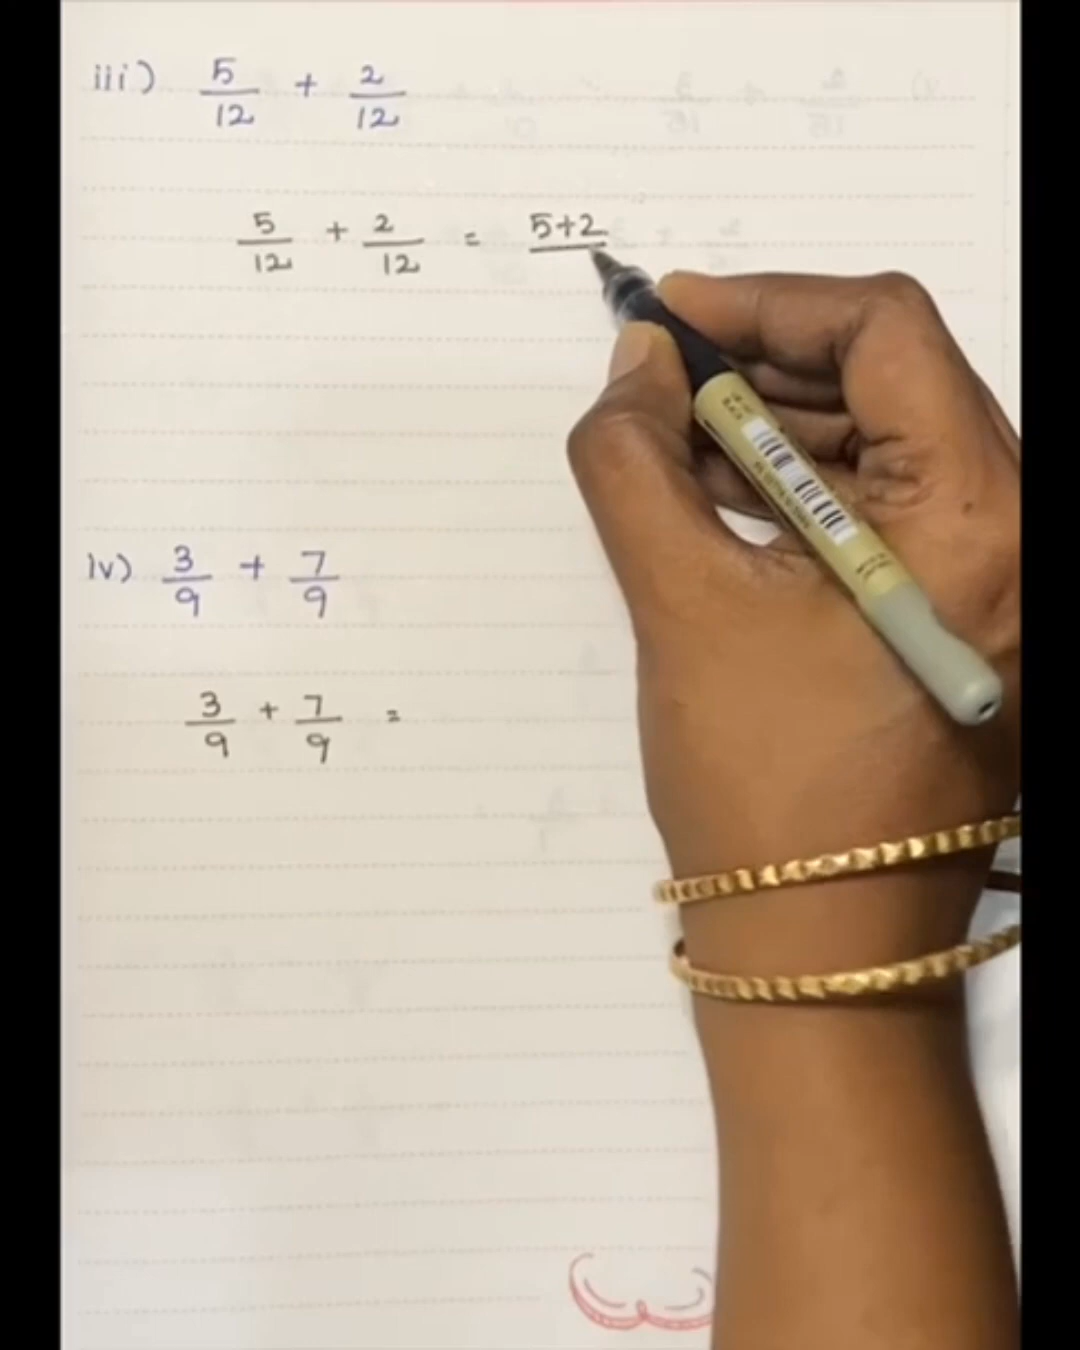 iii) 5/12 + 2/12
5/12 + 2/12 = 5+2
iv) 3/9 + 7/9
3/9 + 7/9 =